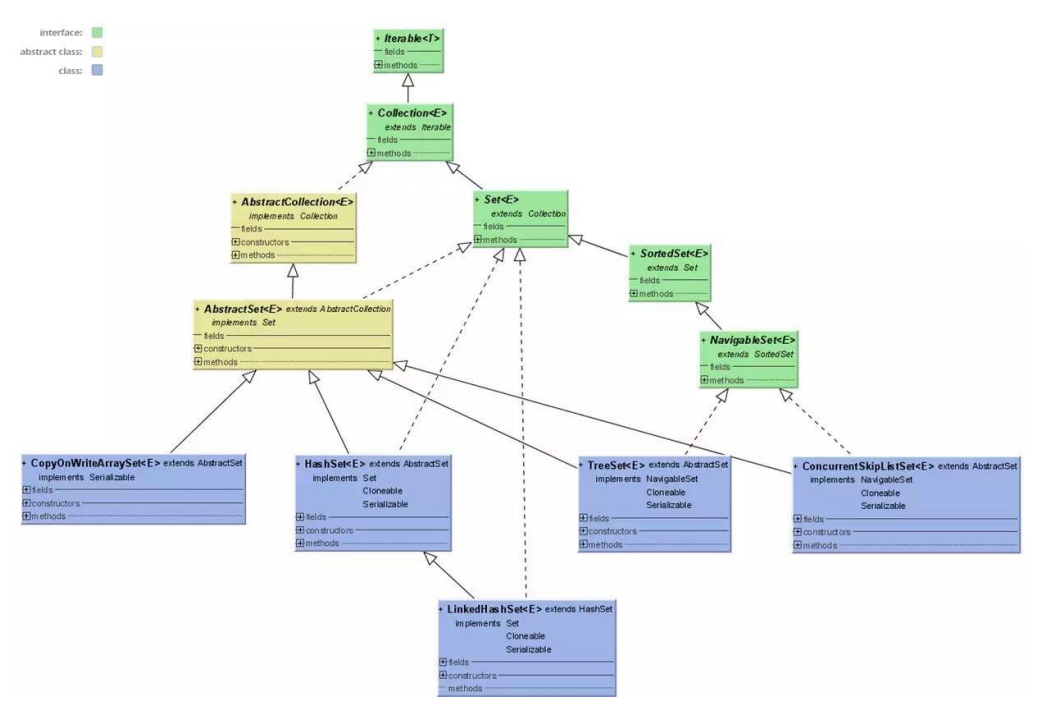 interface:
abstract class:
class:
+ Iterable<T>
fields
methods
+ Collection<E>
extends Iterable
fields
methods
+ AbstractCollection<E>
implements Collection
fields
constructors
methods
+ Set<E>
extends Collection
fields
methods
+ SortedSet<E>
extends Set
fields
methods
+ AbstractSet<E> extends AbstractCollection
implements Set
fields
constructors
methods
+ NavigableSet<E>
extends SortedSet
fields
methods
+ CopyOnWriteArraySet<E> extends AbstractSet
implements Serializable
fields
constructors
methods
+ HashSet<E> extends AbstractSet
implements Set
Cloneable
Serializable
fields
constructors
methods
+ TreeSet<E> extends AbstractSet
implements NavigableSet
Cloneable
Serializable
fields
constructors
methods
+ ConcurrentSkipListSet<E> extends AbstractSet
implements NavigableSet
Cloneable
Serializable
fields
constructors
methods
+ LinkedHashSet<E> extends HashSet
implements Set
Cloneable
Serializable
fields
constructors
methods